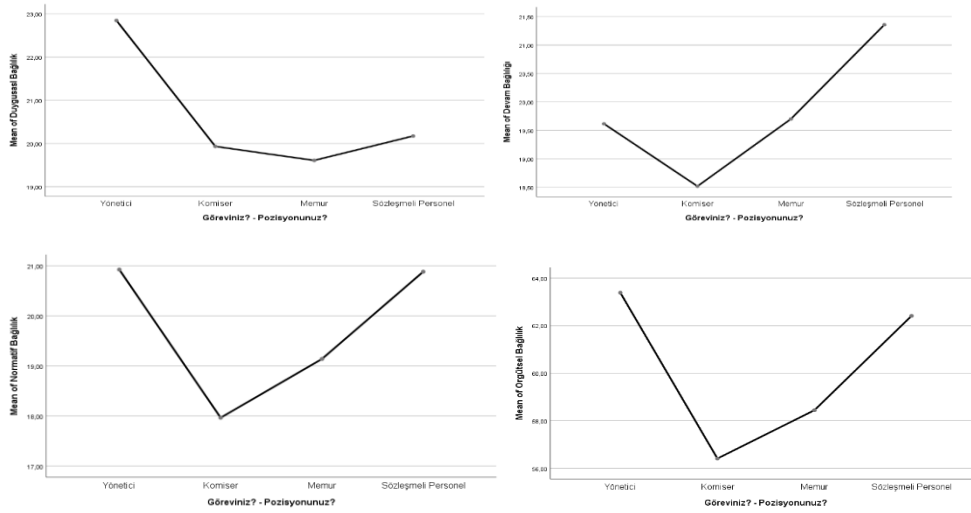 Mean of Duygusasl Bağlılık
23,00
22,00
21,00
20,00
19,00
Yönetici Komiser Memur Sözleşmeli Personel
Göreviniz? - Pozisyonunuz?
Mean of Devam Bağlılığı
21,50
21,00
20,50
20,00
19,50
19,00
18,50
Yönetici Komiser Memur Sözleşmeli Personel
Göreviniz? - Pozisyonunuz?
Mean of Normatif Bağlılık
21,00
20,00
19,00
18,00
17,00
Yönetici Komiser Memur Sözleşmeli Personel
Göreviniz? - Pozisyonunuz?
Mean of Orgütsel Bağlılık
64,00
62,00
60,00
58,00
56,00
Yönetici Komiser Memur Sözleşmeli Personel
Göreviniz? - Pozisyonunuz?